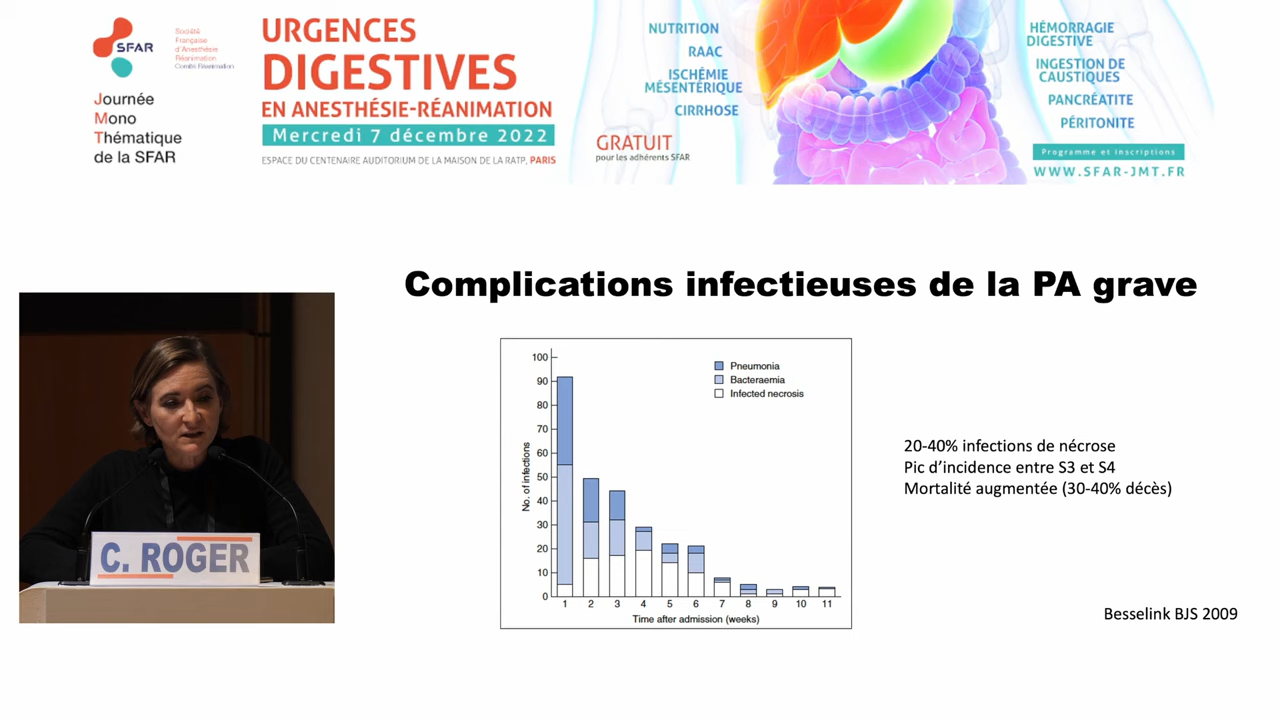 SFAR
Société
Française
d'Anesthésie
Réanimation
Comité Réanimation
Journée
Mono
Thématique
de la SFAR
URGENCES
DIGESTIVES
EN ANESTHÉSIE-RÉANIMATION
Mercredi 7 décembre 2022
ESPACE DU CENTENAIRE AUDITORIUM DE LA MAISON DE LA RATP, PARIS
NUTRITION
RAAC
ISCHÉMIE
MÉSENTÉRIQUE
CIRRHOSE
GRATUIT
pour les adhérents SFAR
HÉMORRAGIE
DIGESTIVE
INGESTION DE
CAUSTIQUES
PANCRÉATITE
PÉRITONITE
Programme et inscriptions
WWW.SFAR-JMT.FR
Complications infectieuses de la PA grave
C. ROGER
No. of infections
100
90
80
70
60
50
40
30
20
10
0
Pneumonia
Bacteraemia
Infected necrosis
1 2 3 4 5 6 7 8 9 10 11
Time after admission (weeks)
20-40% infections de nécrose
Pic d'incidence entre S3 et S4
Mortalité augmentée (30-40% décès)
Besselink BJS 2009